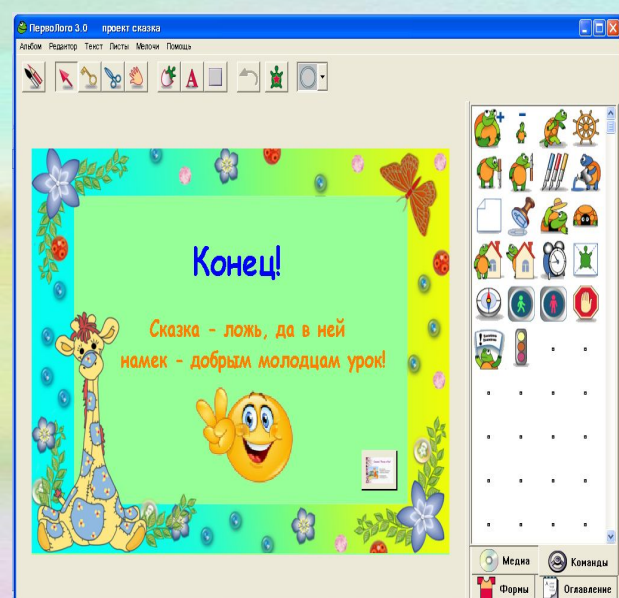 ПервоЛого 3.0 проект сказка
Альбом Редактор Текст Листы Мелочи Помощь
Конец!
Сказка - ложь, да в ней
намек - добрым молодцам урок!
Медиа Команды
Формы Оглавление